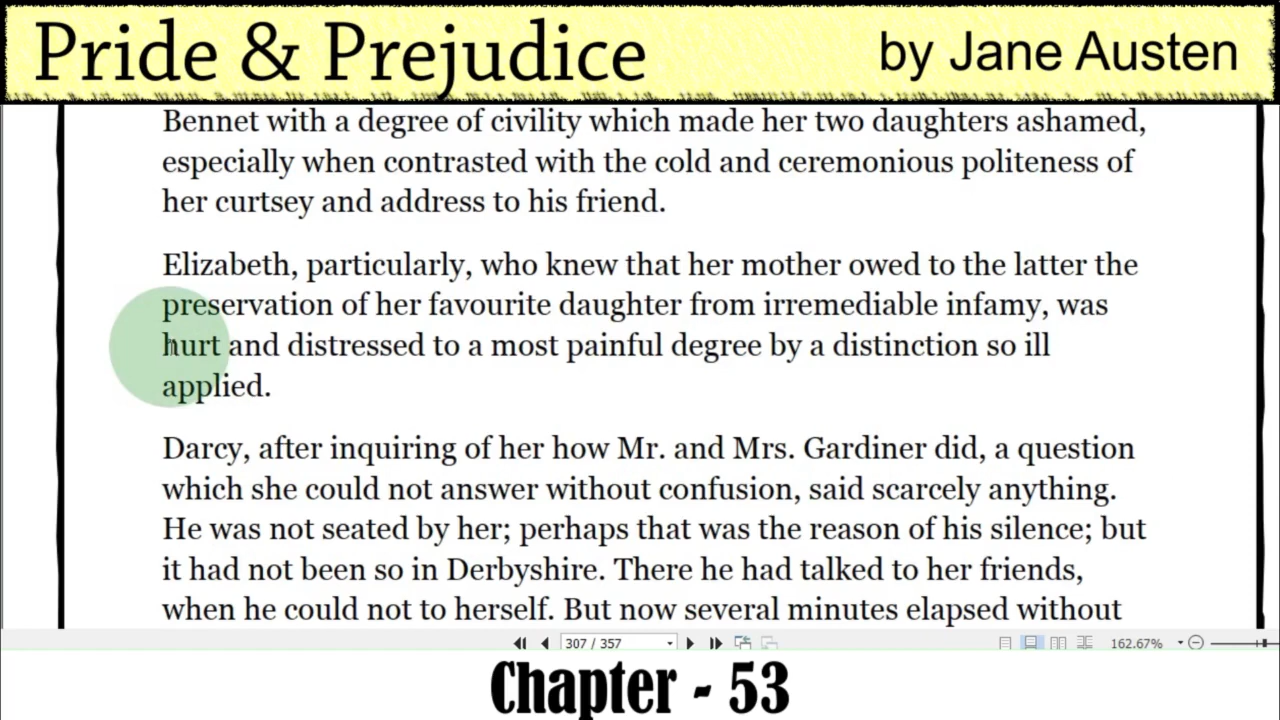 Pride & Prejudice
by Jane Austen
Bennet with a degree of civility which made her two daughters ashamed,
especially when contrasted with the cold and ceremonious politeness of
her curtsey and address to his friend.
Elizabeth, particularly, who knew that her mother owed to the latter the
preservation of her favourite daughter from irremediable infamy, was
hurt and distressed to a most painful degree by a distinction so ill
applied.
Darcy, after inquiring of her how Mr. and Mrs. Gardiner did, a question
which she could not answer without confusion, said scarcely anything.
He was not seated by her; perhaps that was the reason of his silence; but
it had not been so in Derbyshire. There he had talked to her friends,
when he could not to herself. But now several minutes elapsed without
307 / 357
162.67%
Chapter - 53